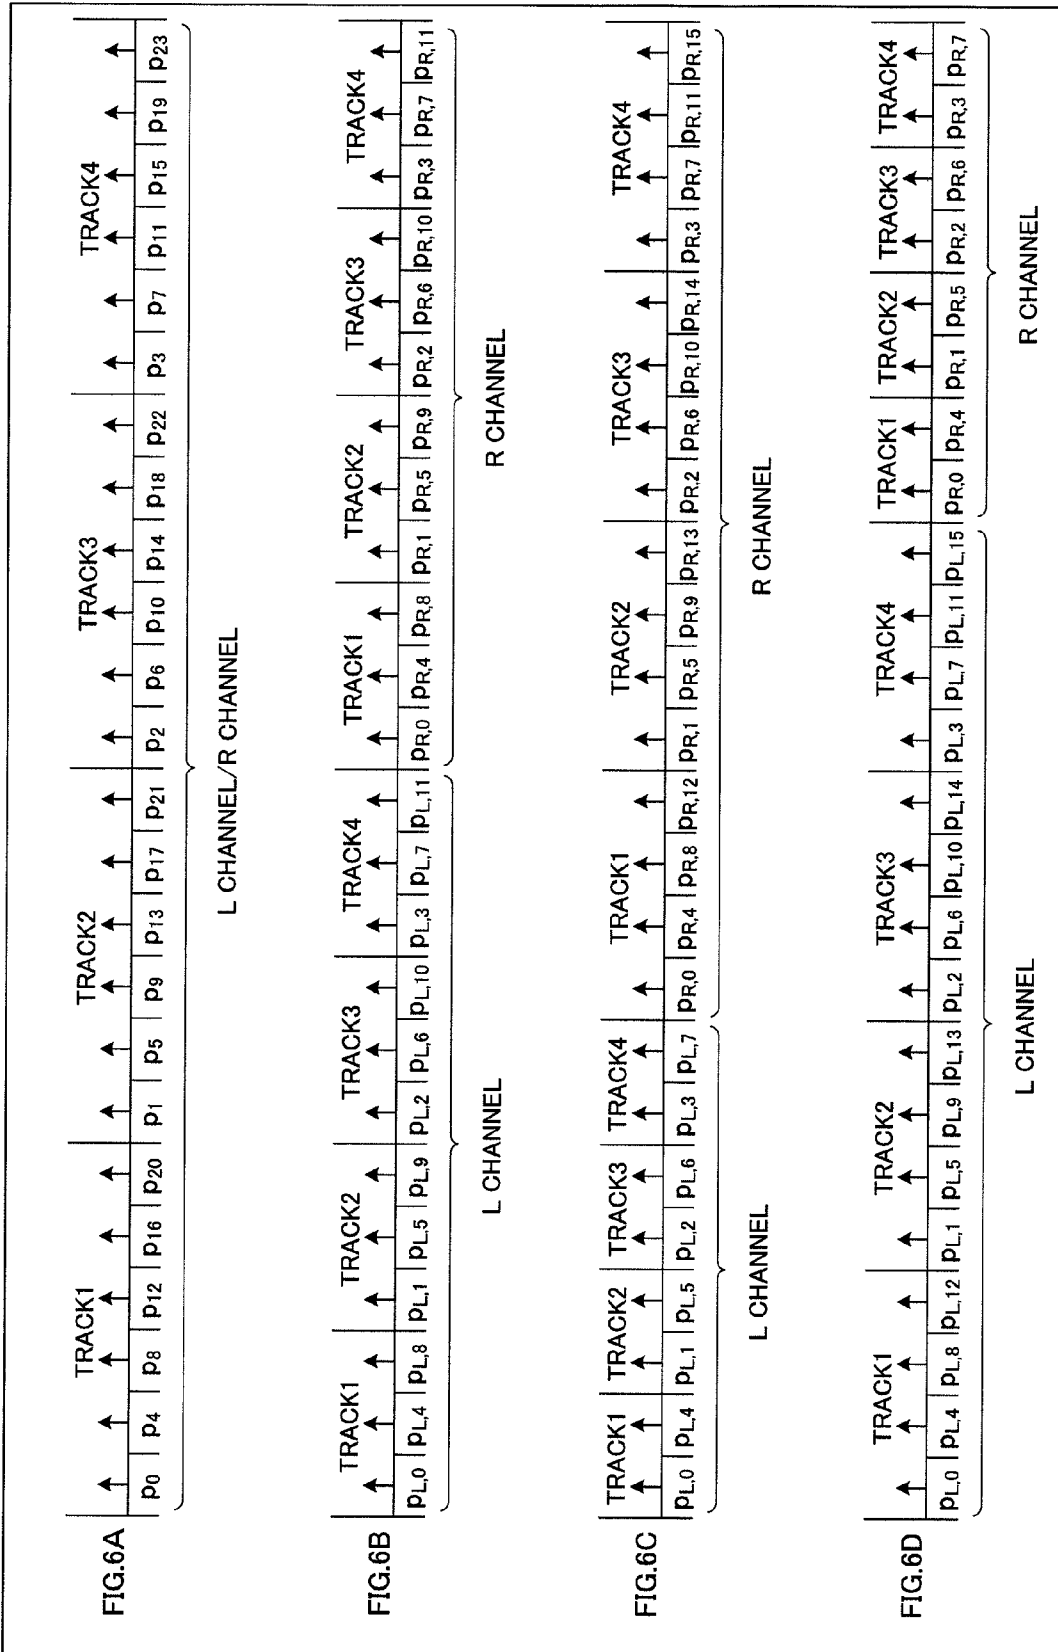 FIG.6A
TRACK1 TRACK2 TRACK3 TRACK4
p0 p4 p8 p12 p16 p20 p1 p5 p9 p13 p17 p21 p2 p6 p10 p14 p18 p22 p3 p7 p11 p15 p19 p23
L CHANNEL/R CHANNEL
FIG.6B
TRACK1 TRACK2 TRACK3 TRACK4 TRACK1 TRACK2 TRACK3 TRACK4
pL,0 pL,4 pL,8 pL,1 pL,5 pL,9 pL,2 pL,6 pL,10 pL,3 pL,7 pL,11 pR,0 pR,4 pR,8 pR,1 pR,5 pR,9 pR,2 pR,6 pR,10 pR,3 pR,7 pR,11
L CHANNEL R CHANNEL
FIG.6C
TRACK1 TRACK2 TRACK3 TRACK4 TRACK1 TRACK2 TRACK3 TRACK4
pL,0 pL,4 pL,1 pL,5 pL,2 pL,6 pL,3 pL,7 pR,0 pR,4 pR,8 pR,12 pR,1 pR,5 pR,9 pR,13 pR,2 pR,6 pR,10 pR,14 pR,3 pR,7 pR,11 pR,15
L CHANNEL R CHANNEL
FIG.6D
TRACK1 TRACK2 TRACK3 TRACK4 TRACK1 TRACK2 TRACK3 TRACK4
pL,0 pL,4 pL,8 pL,12 pL,1 pL,5 pL,9 pL,13 pL,2 pL,6 pL,10 pL,14 pL,3 pL,7 pL,11 pL,15 pR,0 pR,4 pR,1 pR,5 pR,2 pR,6 pR,3 pR,7
L CHANNEL R CHANNEL